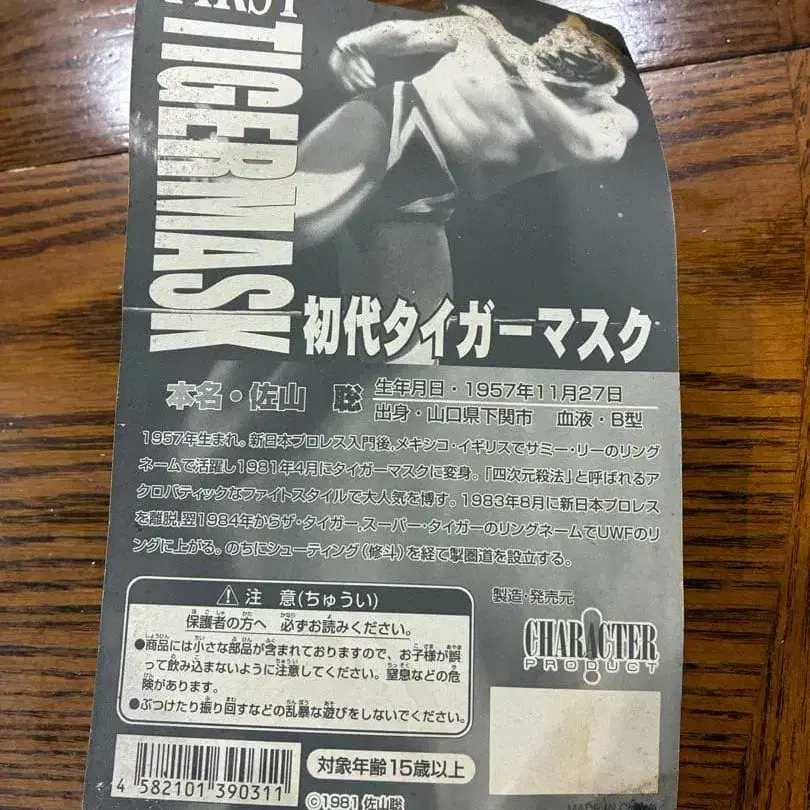 FIRST
TIGERMASK
初代タイガーマスク
本名・佐山 聡
生年月日・1957年11月27日
出身・山口県下関市 血液・B型
1957年生まれ。新日本プロレス入門後、メキシコ・イギリスでサミー・リーのリング
ネームで活躍し1981年4月にタイガーマスクに変身。「四次元殺法」と呼ばれるア
クロバティックなファイトスタイルで大人気を博す。1983年8月に新日本プロレス
を離脱、翌1984年からザ・タイガー、スーパー・タイガーのリングネームでUWFのリ
ングに上がる。のちにシューティング(修斗)を経て掣圏道を設立する。
注 意(ちゅうい)
保護者の方へ 必ずお読みください。
●商品には小さな部品が含まれておりますので、お子様が誤
って飲み込まないように注意してください。窒息などの危
険があります。
●ぶつけたり振り回すなどの乱暴な遊びをしないでください。
製造・発売元
CHARACTER
PRODUCT
4 582101 390311
対象年齢15歳以上
©1981 佐山聡
MADE IN